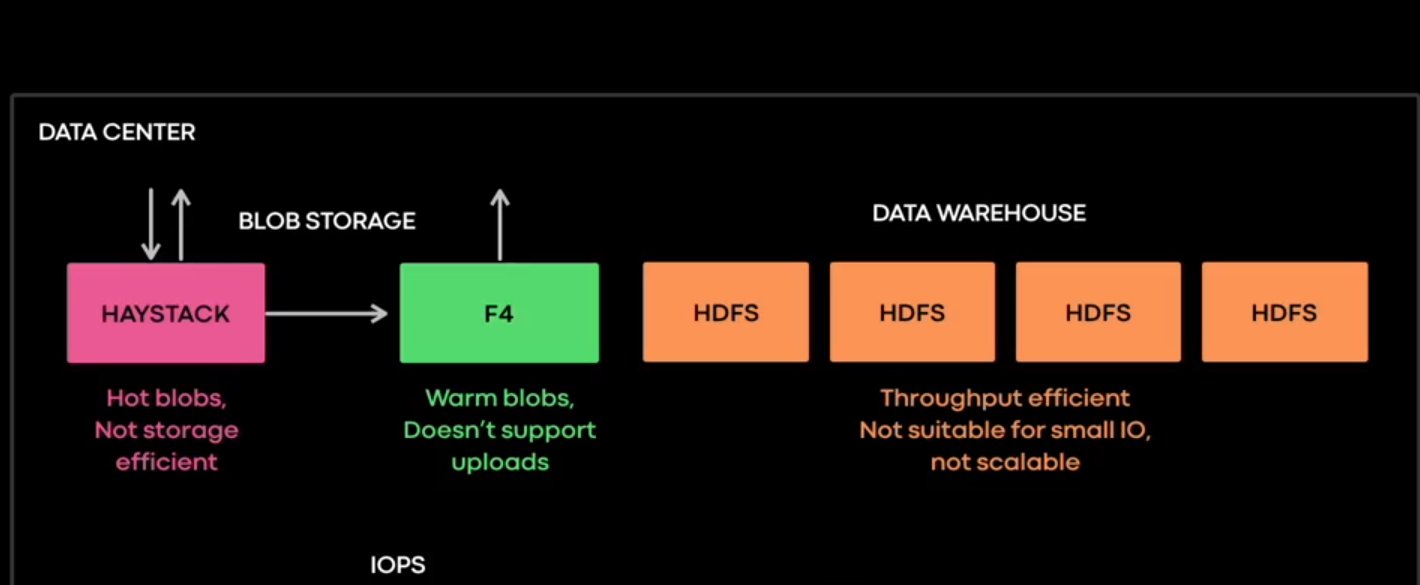 DATA CENTER
BLOB STORAGE
DATA WAREHOUSE
HAYSTACK
F4
HDFS
HDFS
HDFS
HDFS
Hot blobs,
Not storage
efficient
Warm blobs,
Doesn't support
uploads
Throughput efficient
Not suitable for small IO,
not scalable
IOPS